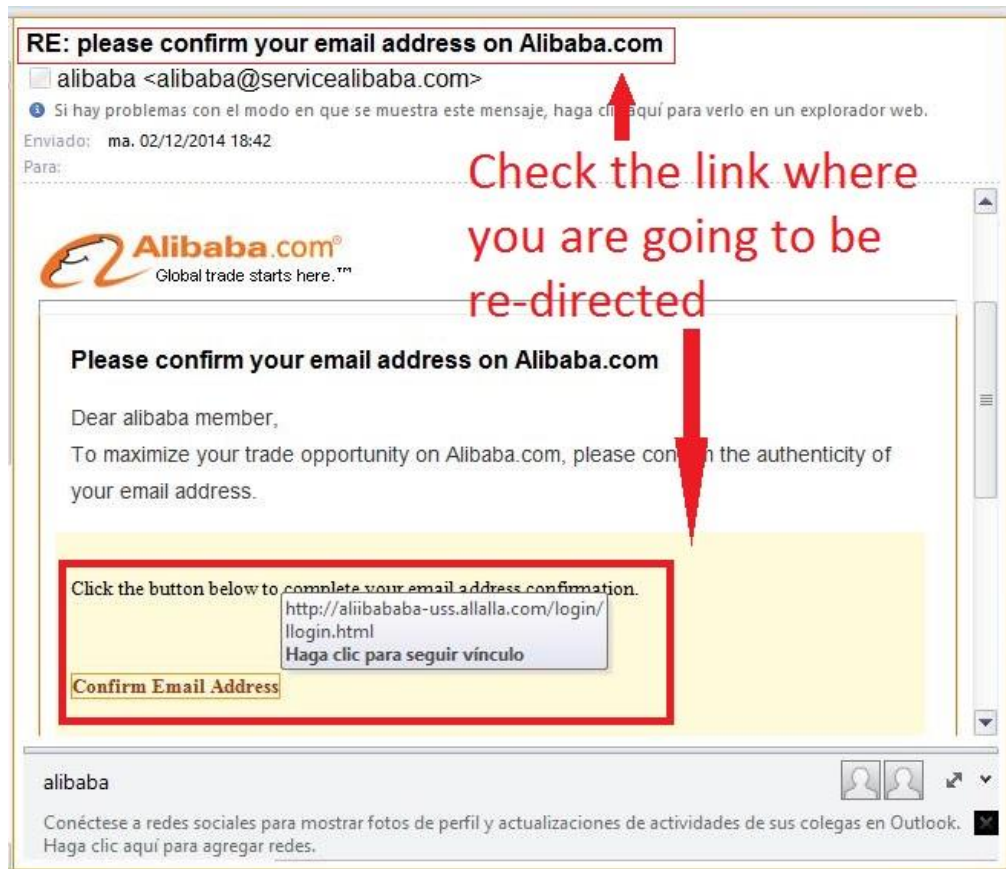 RE: please confirm your email address on Alibaba.com
alibaba <alibaba@servicealibaba.com>
Si hay problemas con el modo en que se muestra este mensaje, haga clic aquí para verlo en un explorador web.
Enviado: ma. 02/12/2014 18:42
Para:
Check the link where
you are going to be
re-directed
Alibaba.com®
Global trade starts here.™
Please confirm your email address on Alibaba.com
Dear alibaba member,
To maximize your trade opportunity on Alibaba.com, please confirm the authenticity of
your email address.
Click the button below to complete your email address confirmation.
http://aliibababa-uss.allalla.com/login/
llogin.html
Haga clic para seguir vínculo
Confirm Email Address
alibaba
Conéctese a redes sociales para mostrar fotos de perfil y actualizaciones de actividades de sus colegas en Outlook.
Haga clic aquí para agregar redes.